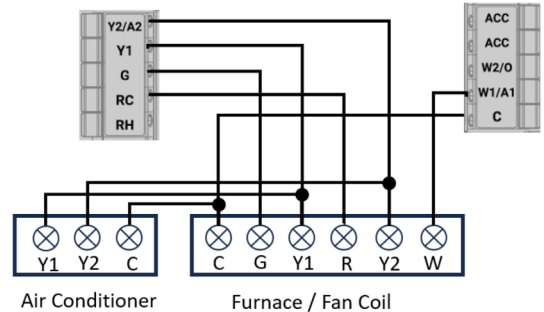 Y2/A2
Y1
G
RC
RH
ACC
ACC
W2/O
W1/A1
C
Y1 Y2 C
C G Y1 R Y2 W
Air Conditioner
Furnace / Fan Coil